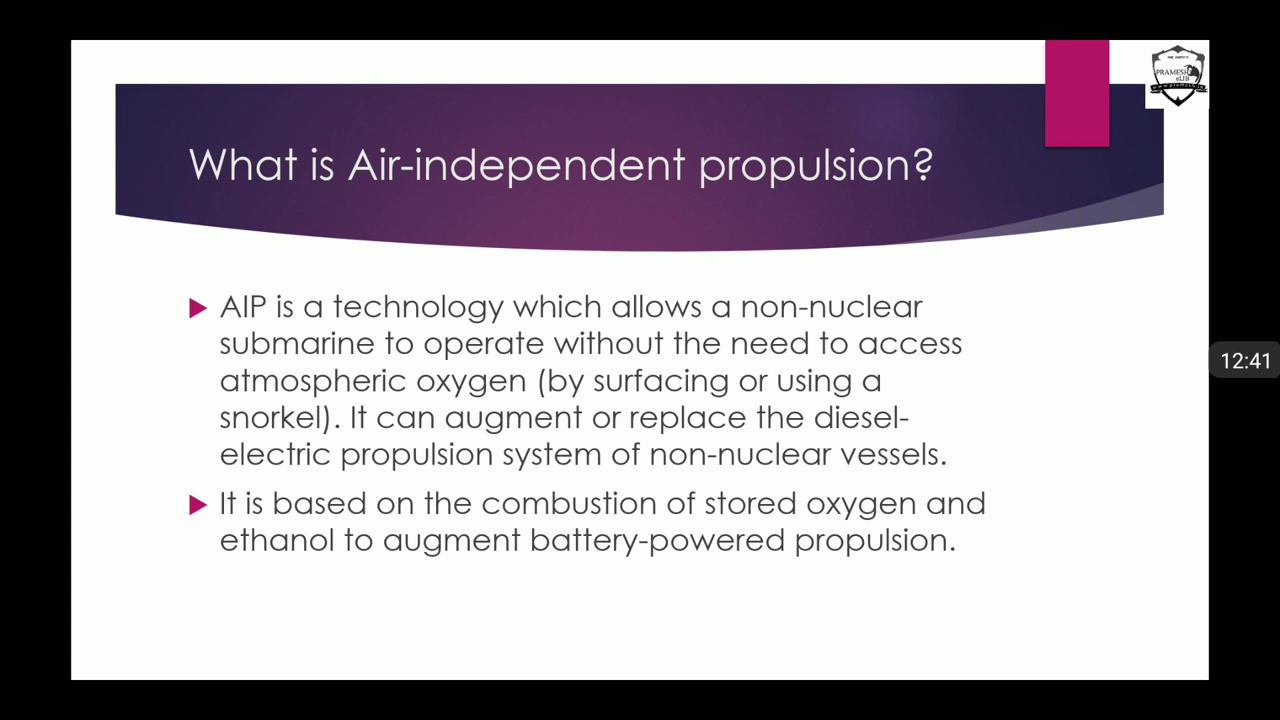 PRAMESH
eLIB
What is Air-independent propulsion?
AIP is a technology which allows a non-nuclear
submarine to operate without the need to access
atmospheric oxygen (by surfacing or using a
snorkel). It can augment or replace the diesel-
electric propulsion system of non-nuclear vessels.
It is based on the combustion of stored oxygen and
ethanol to augment battery-powered propulsion.
12:41